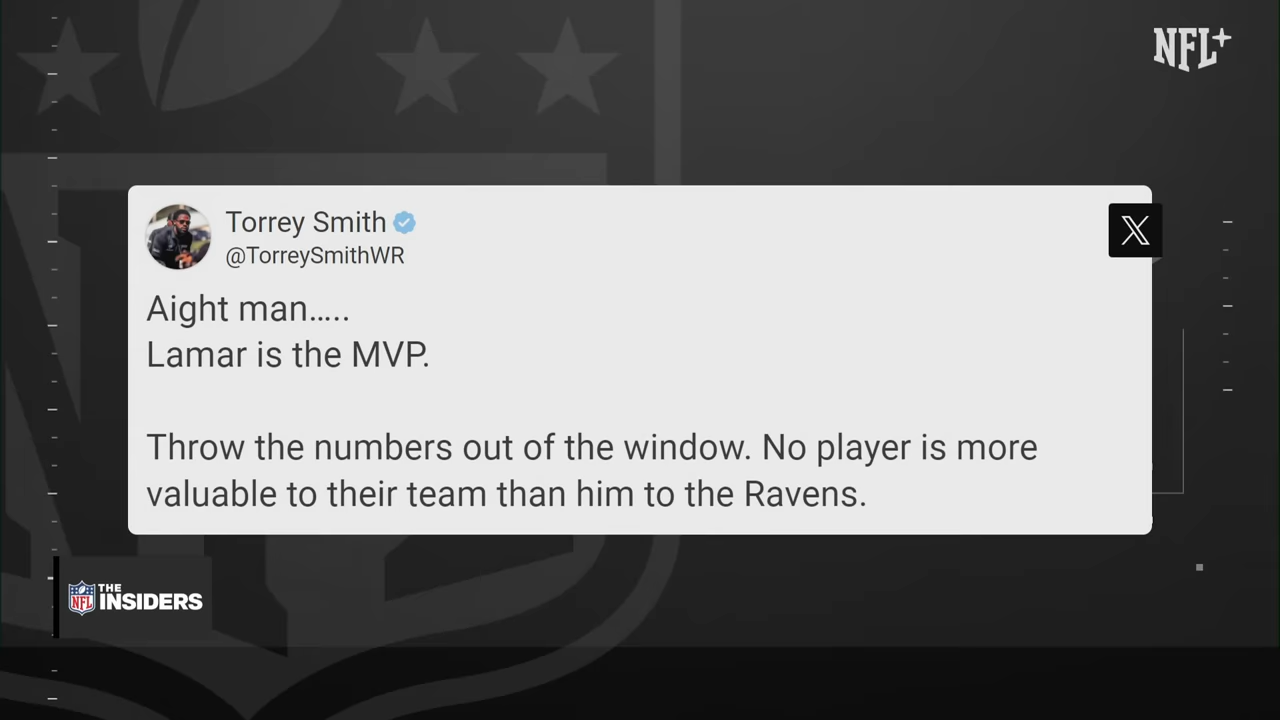 NFL+
Torrey Smith
@TorreySmithWR
X
Aight man.....
Lamar is the MVP.
Throw the numbers out of the window. No player is more
valuable to their team than him to the Ravens.
NFL THE
INSIDERS